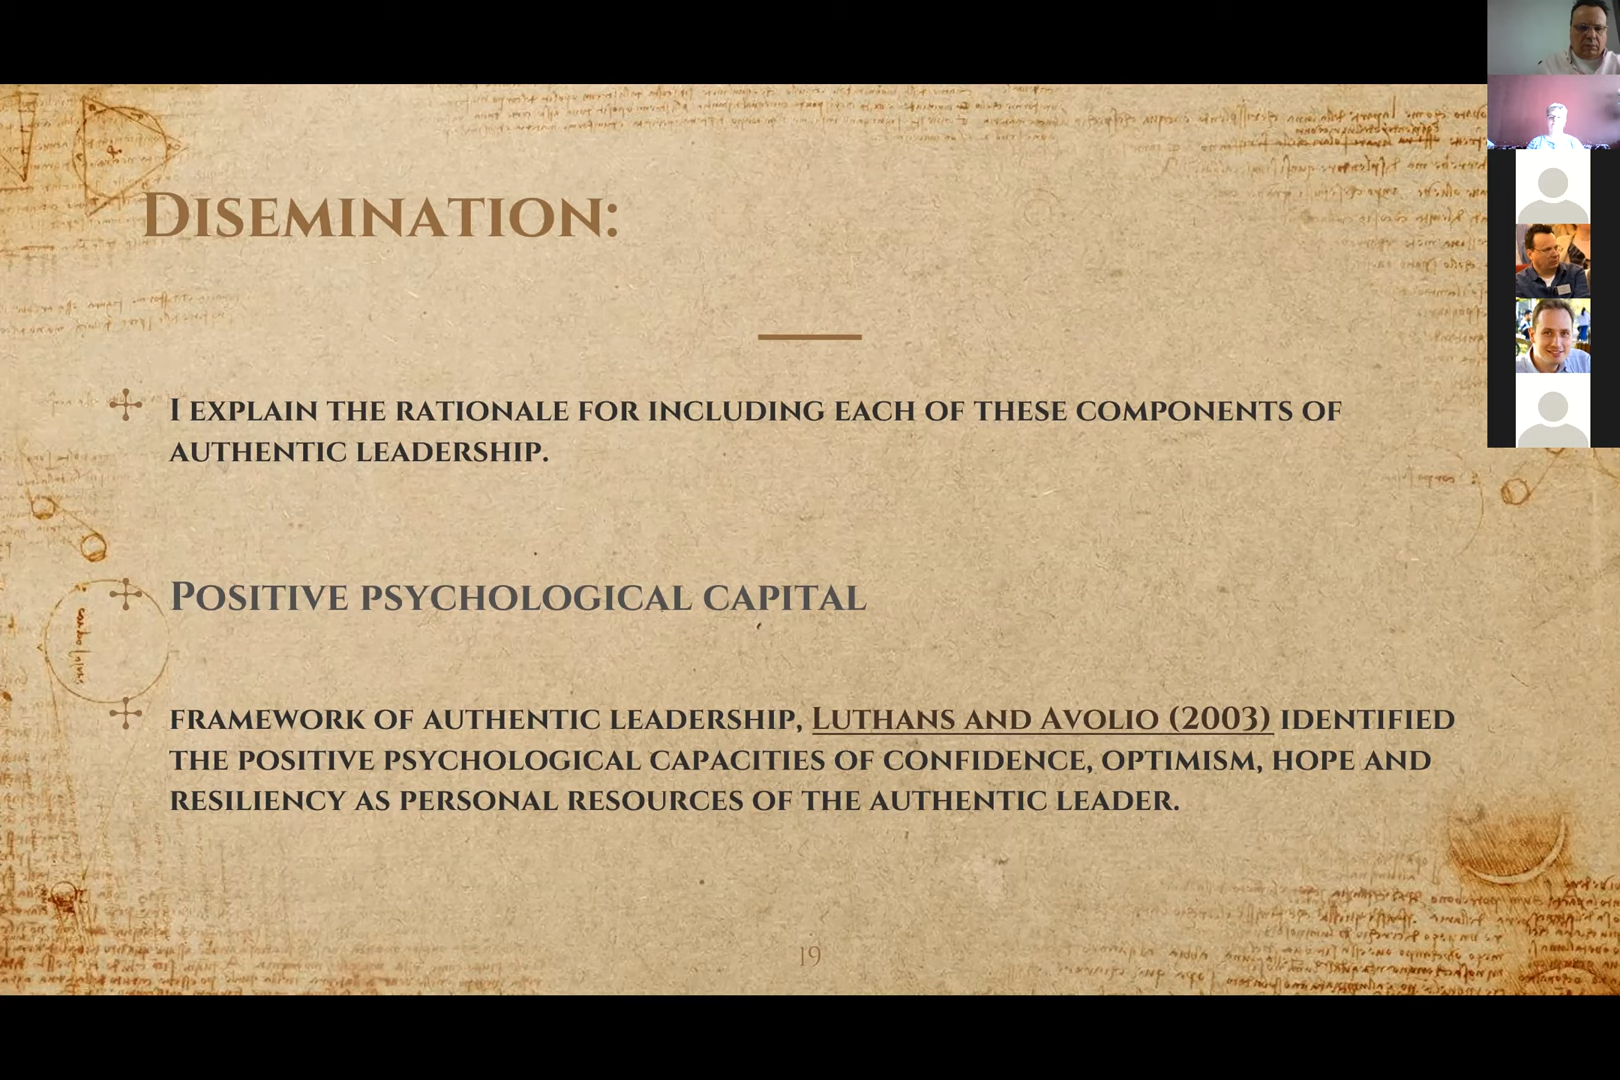 Disemination:
I explain the rationale for including each of these components of
authentic leadership.
Positive psychological capital
framework of authentic leadership, Luthans and Avolio (2003) identified
the positive psychological capacities of confidence, optimism, hope and
resiliency as personal resources of the authentic leader.
19